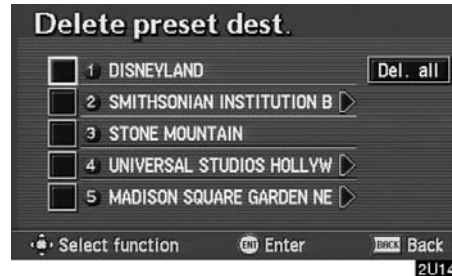 Delete preset dest.
1 DISNEYLAND
Del. all
2 SMITHSONIAN INSTITUTION B
3 STONE MOUNTAIN
4 UNIVERSAL STUDIOS HOLLYW
5 MADISON SQUARE GARDEN NE
Select function ENT Enter BACK Back
2U14